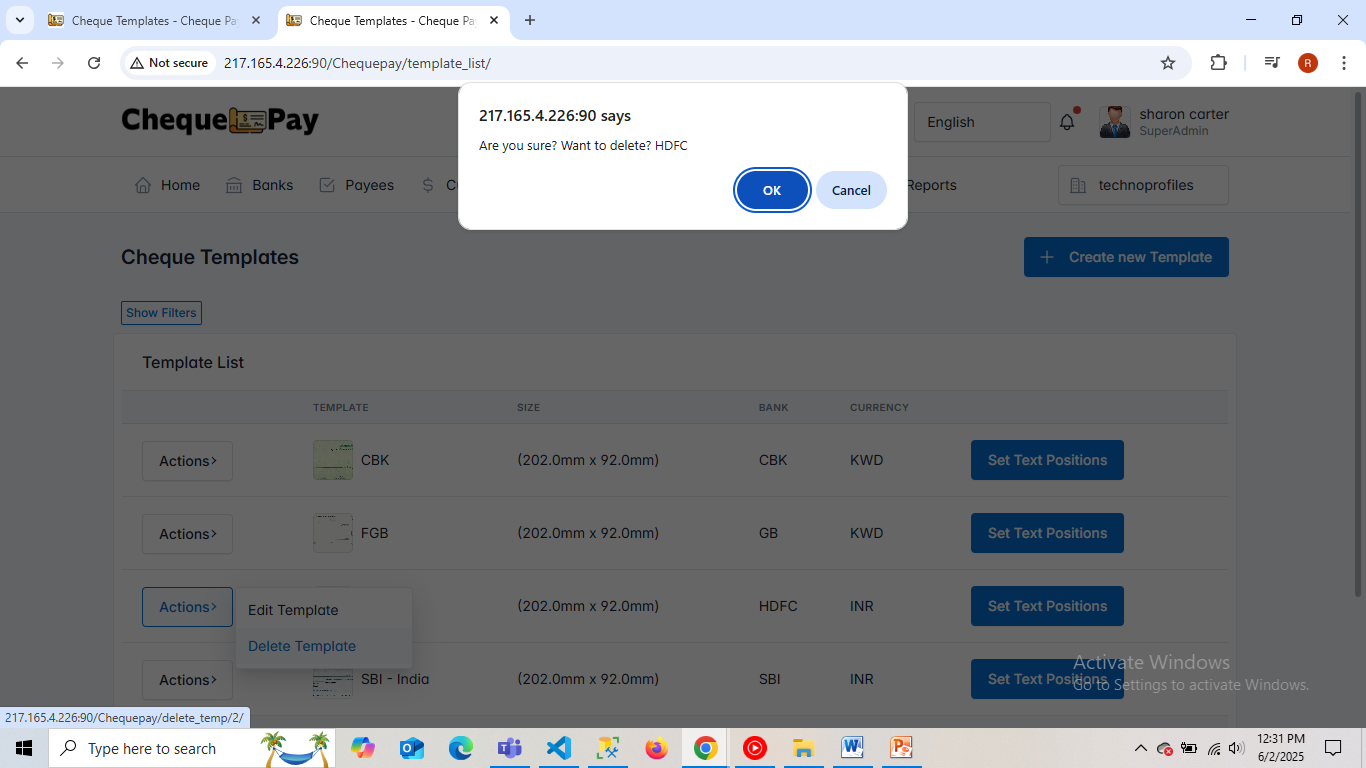 Cheque Templates - Cheque Pa
Cheque Templates - Cheque Pa
Not secure
217.165.4.226:90/Chequepay/template_list/
R
217.165.4.226:90 says
Are you sure? Want to delete? HDFC
OK
Cancel
Cheque Pay
English
sharon carter
SuperAdmin
Home
Banks
Payees
Reports
technoprofiles
Cheque Templates
Create new Template
Show Filters
Template List
TEMPLATE SIZE BANK CURRENCY
Actions> CBK (202.0mm x 92.0mm) CBK KWD Set Text Positions
Actions> FGB (202.0mm x 92.0mm) GB KWD Set Text Positions
Actions> (202.0mm x 92.0mm) HDFC INR Set Text Positions
Edit Template
Delete Template
Actions> SBI - India (202.0mm x 92.0mm) SBI INR Set Text Positions
Activate Windows
Go to Settings to activate Windows.
217.165.4.226:90/Chequepay/delete_temp/2/
Type here to search
12:31 PM
6/2/2025